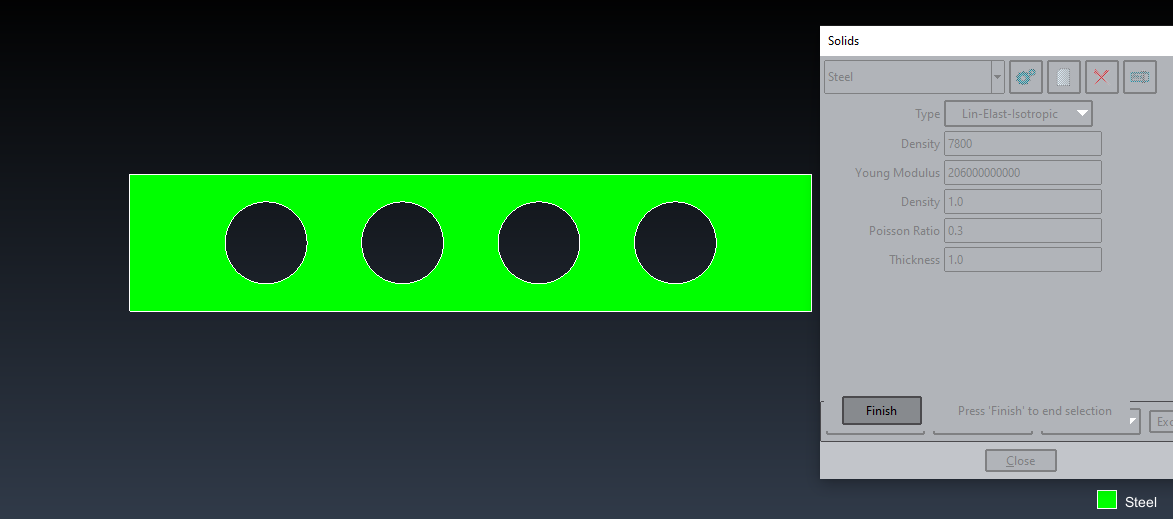 Solids
Steel
Type Lin-Elast-Isotropic
Density 7800
Young Modulus 206000000000
Density 1.0
Poisson Ratio 0.3
Thickness 1.0
Finish Press 'Finish' to end selection
Exc
Close
Steel